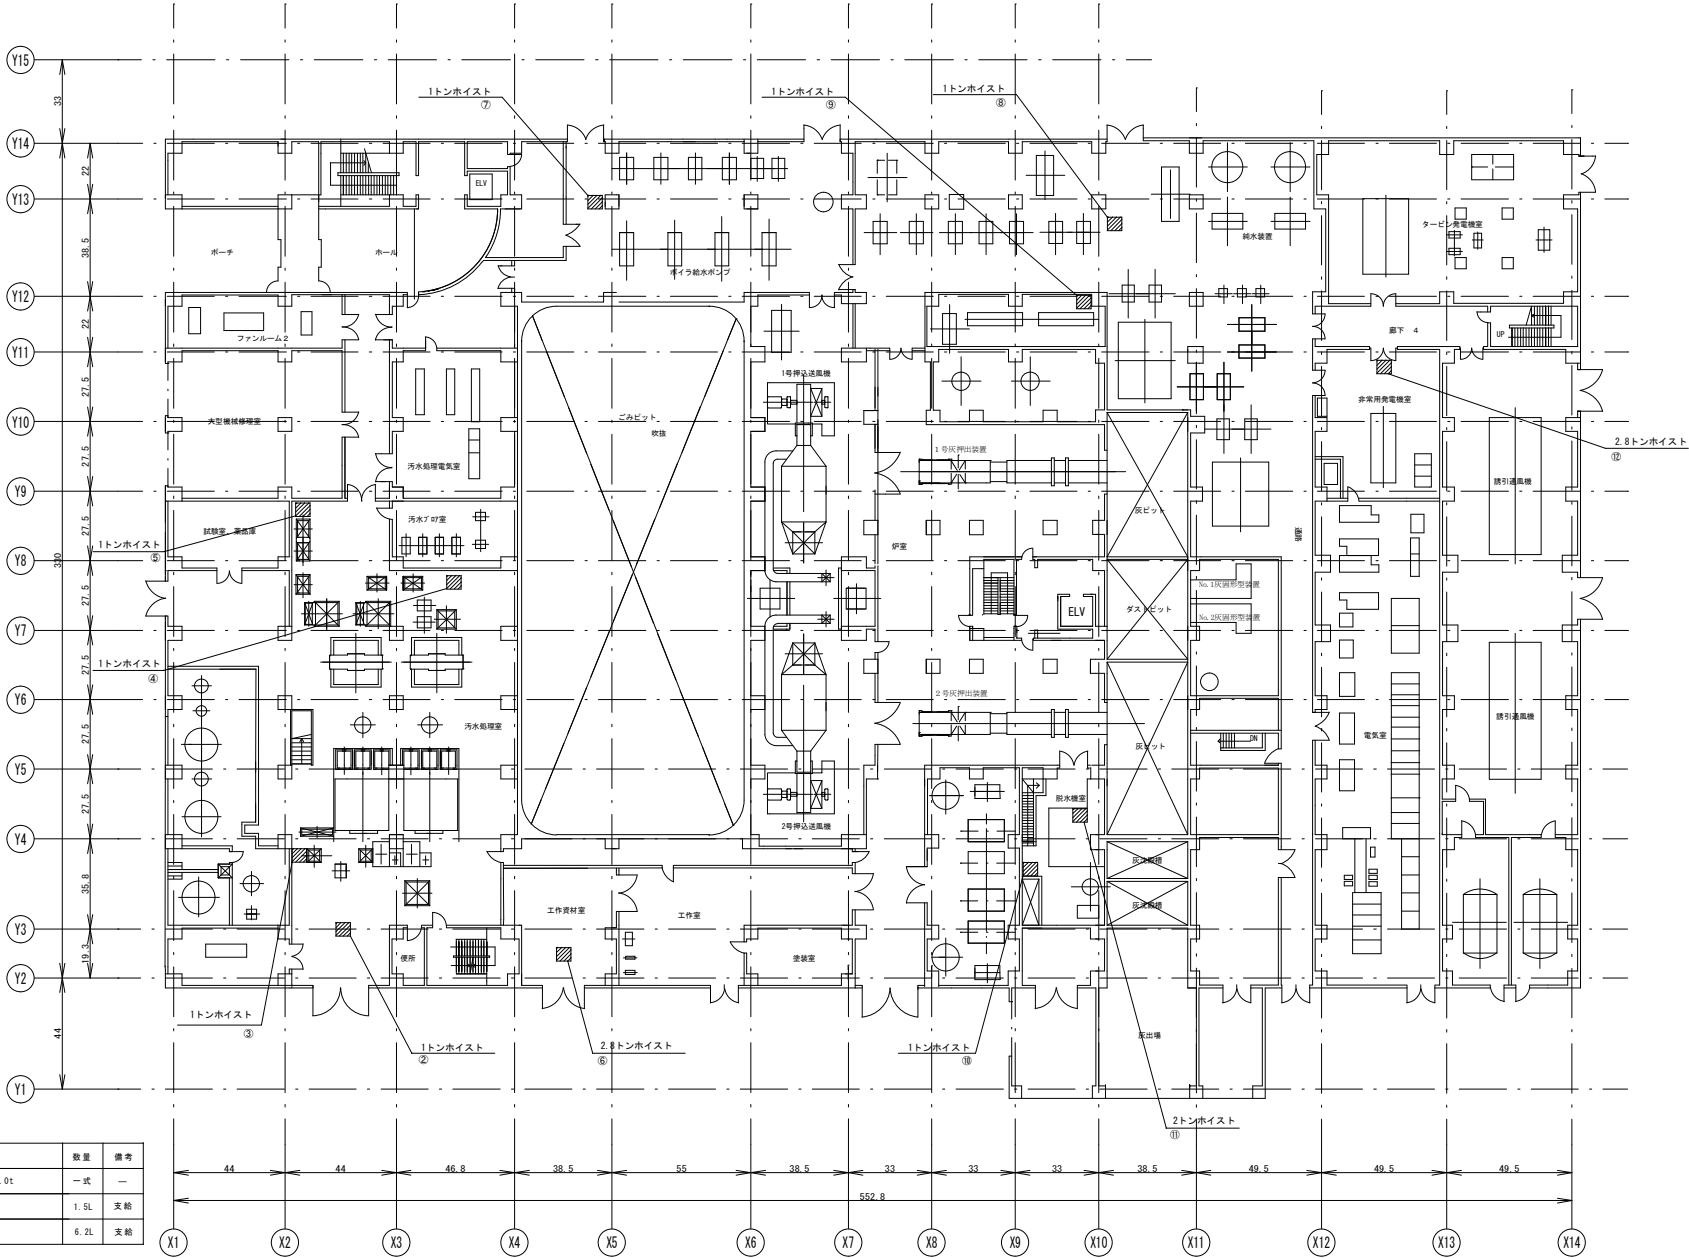 Y15
33
1トンホイスト
⑦
1トンホイスト
⑨
1トンホイスト
⑧
Y14
22
ELV
Y13
38.5
ポーチ
ホール
ボイラ給水ポンプ
純水装置
タービン発電機室
Y12
22
ファンルーム2
廊下 4
UP
Y11
27.5
1号押込送風機
大型機械修理室
ごみピット
吹抜
非常用発電機室
Y10
2.8トンホイスト
⑫
27.5
汚水処理電気室
1号灰押出装置
Y9
誘引通風機
27.5
試験室、薬品庫
汚水ブロア室
灰ピット
通路
1トンホイスト
⑤
炉室
Y8
330
27.5
No.1灰固形型装置
ELV
ダストピット
No.2灰固形型装置
Y7
27.5
1トンホイスト
④
2号灰押出装置
Y6
27.5
汚水処理室
誘引通風機
電気室
灰ピット
DN
Y5
27.5
脱水機室
2号押込送風機
Y4
35.8
灰沈殿槽
工作資材室
工作室
灰沈殿槽
Y3
19.3
便所
塗装室
Y2
1トンホイスト
③
44
1トンホイスト
②
2.8トンホイスト
⑥
1トンホイスト
⑩
灰出場
Y1
2トンホイスト
⑪
数量 備考
.0t 一式 —
1.5L 支給
6.2L 支給
44 44 46.8 38.5 55 38.5 33 33 33 38.5 49.5 49.5 49.5
552.8
X1 X2 X3 X4 X5 X6 X7 X8 X9 X10 X11 X12 X13 X14